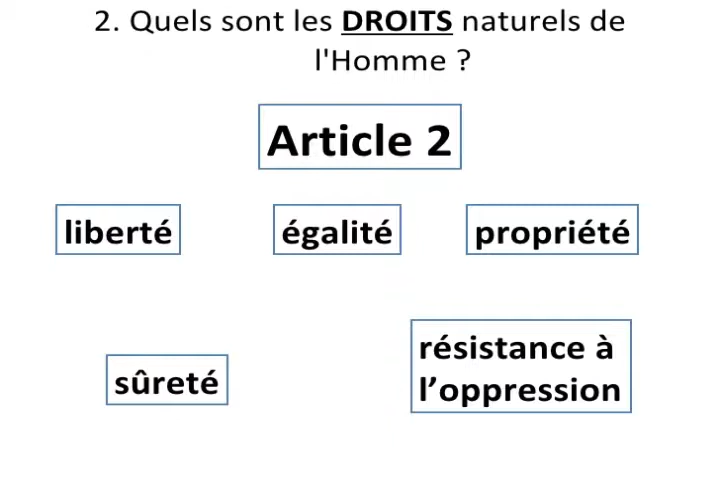 2. Quels sont les DROITS naturels de
l'Homme ?
Article 2
liberté
égalité
propriété
sûreté
résistance à
l’oppression